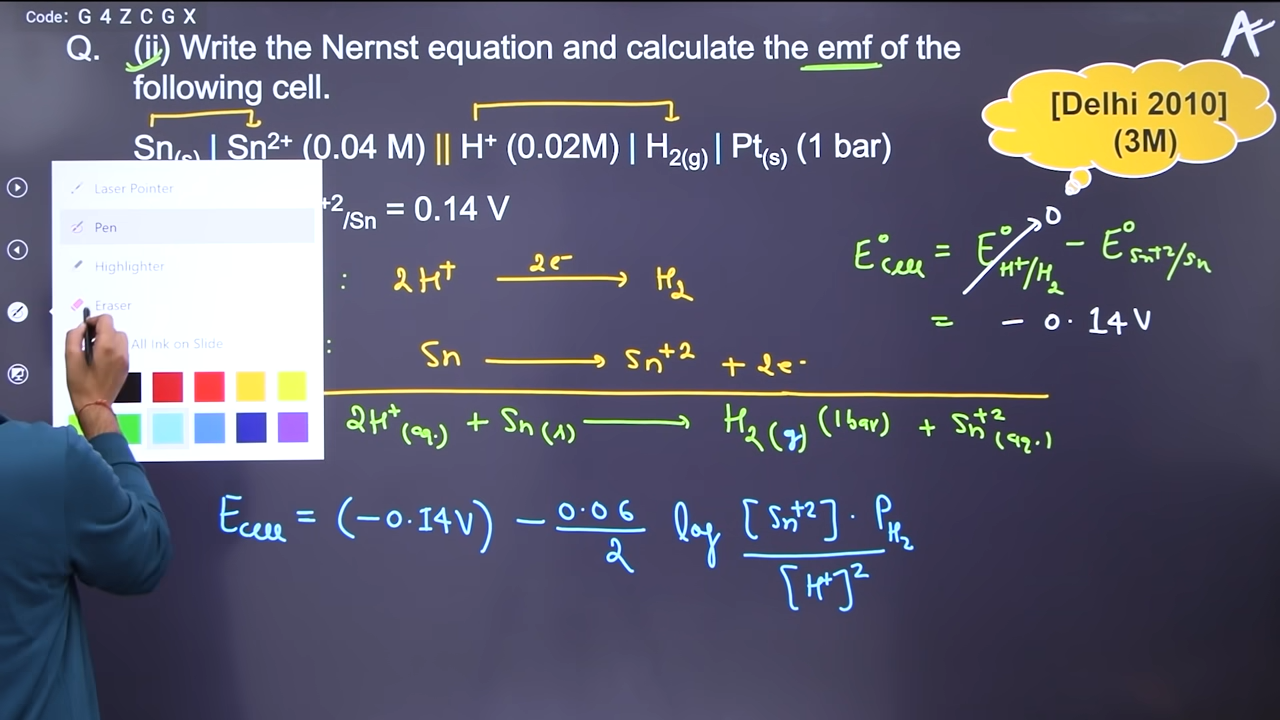 Code: G 4 Z C G X
Q. (ii) Write the Nernst equation and calculate the emf of the
following cell.
[Delhi 2010]
(3M)
Sn(s) | Sn2+ (0.04 M) || H+ (0.02M) | H2(g) | Pt(s) (1 bar)
Laser Pointer
Pen
Highlighter
Eraser
All Ink on Slide
+2/Sn = 0.14 V
E°cell = E°H+/H2 → 0 − E°Sn+2/Sn
= − 0.14 V
: 2H+ 2e- → H2
: Sn → Sn+2 + 2e-
2H+(aq.) + Sn(s) → H2(g) (1bar) + Sn+2(aq.)
Ecell = (−0.14V) − 0.06/2 log [Sn+2] . PH2 / [H+]2